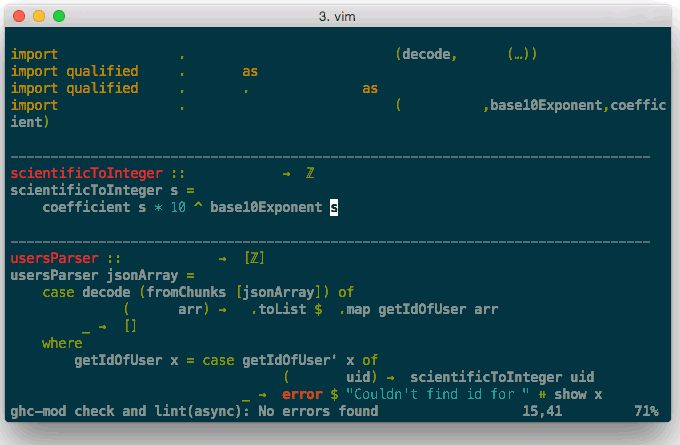 3. vim
import . (decode, (…))
import qualified . as
import qualified . . as
import . ( ,base10Exponent,coeffic
ient)
scientificToInteger :: → ℤ
scientificToInteger s =
coefficient s * 10 ^ base10Exponent s
usersParser :: → [ℤ]
usersParser jsonArray =
case decode (fromChunks [jsonArray]) of
( arr) → .toList $ .map getIdOfUser arr
_ → []
where
getIdOfUser x = case getIdOfUser' x of
( uid) → scientificToInteger uid
_ → error $ "Couldn't find id for " ⧺ show x
ghc-mod check and lint(async): No errors found 15,41 71%